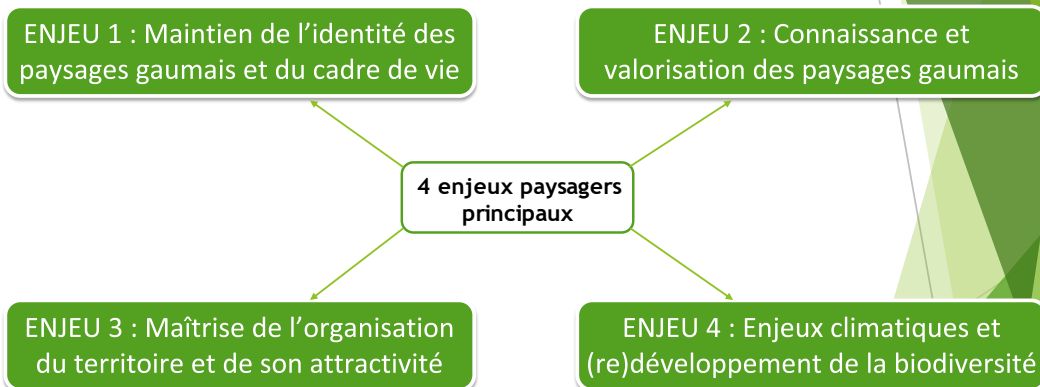 ENJEU 1 : Maintien de l’identité des
paysages gaumais et du cadre de vie
ENJEU 2 : Connaissance et
valorisation des paysages gaumais
4 enjeux paysagers
principaux
ENJEU 3 : Maîtrise de l’organisation
du territoire et de son attractivité
ENJEU 4 : Enjeux climatiques et
(re)développement de la biodiversité